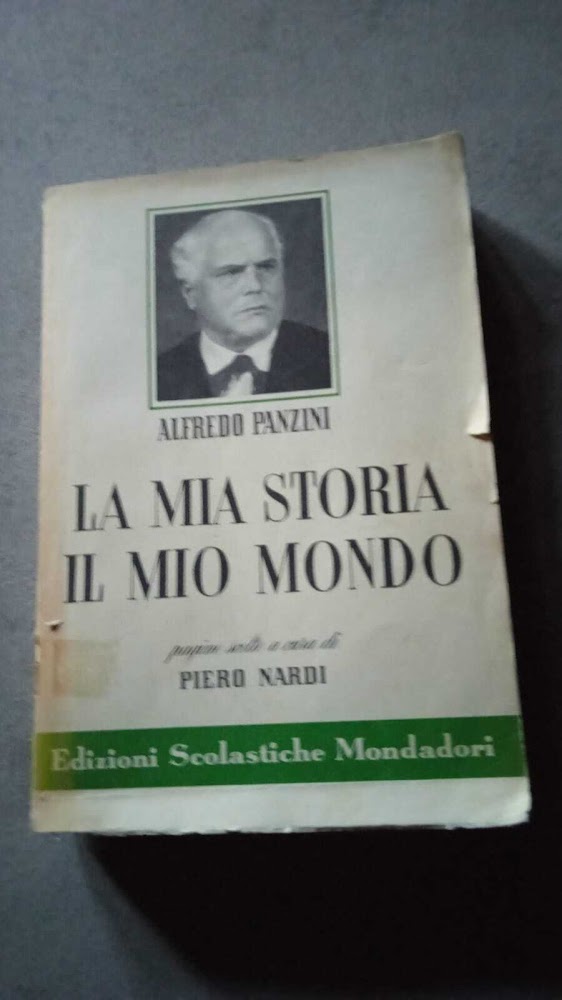 ALFREDO PANZINI
LA MIA STORIA
IL MIO MONDO
pagine scelte a cura di
PIERO NARDI
Edizioni Scolastiche Mondadori